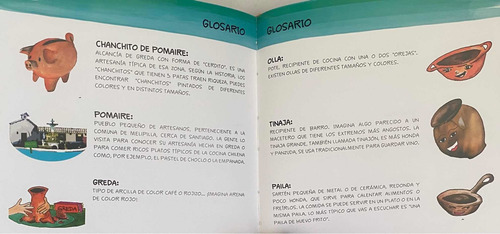 GLOSARIO
CHANCHITO DE POMAIRE:
ALCANCÍA DE GREDA CON FORMA DE "CERDITO", ES UNA
ARTESANÍA TÍPICA DE ESA ZONA, SEGÚN LA HISTORIA, LOS
"CHANCHITOS" QUE TIENEN 3 PATAS TRAEN RIQUEZA, PUEDES
ENCONTRAR "CHANCHITOS" PINTADOS DE DIFERENTES
COLORES Y EN DISTINTOS TAMAÑOS.
POMAIRE:
PUEBLO PEQUEÑO DE ARTESANOS, PERTENECIENTE A LA
COMUNA DE MELIPILLA, CERCA DE SANTIAGO. LA GENTE LO
VISITA PARA CONOCER SU ARTESANÍA HECHA EN GREDA O
PARA COMER RICOS PLATOS TÍPICOS DE LA COCINA CHILENA
COMO, POR EJEMPLO, EL PASTEL DE CHOCLO O LA EMPANADA.
GREDA:
TIPO DE ARCILLA DE COLOR CAFÉ O ROJIZO... ¡IMAGINA ARENA
DE COLOR ROJO!
GREDA!
GLOSARIO
OLLA:
POTE, RECIPIENTE DE COCINA CON UNA O DOS "OREJAS",
EXISTEN OLLAS DE DIFERENTES TAMAÑOS Y COLORES.
TINAJA:
RECIPIENTE DE BARRO, IMAGINA ALGO PARECIDO A UN
MACETERO QUE TIENE LOS EXTREMOS MÁS ANGOSTOS. LA
TINAJA GRANDE, TAMBIÉN LLAMADA TINAJÓN, ES MÁS HONDA
Y PANZUDA, SE USA TRADICIONALMENTE PARA GUARDAR VINO.
PAILA:
SARTÉN PEQUEÑO DE METAL O DE CERÁMICA, REDONDA Y
POCO HONDA, QUE SIRVE PARA CALENTAR ALIMENTOS O
FREÍRLOS. LA COMIDA SE PUEDE SERVIR EN UN PLATO O EN LA
MISMA PAILA. LO MÁS TÍPICO QUE VAS A ESCUCHAR ES "UNA
PAILA DE HUEVO FRITO".